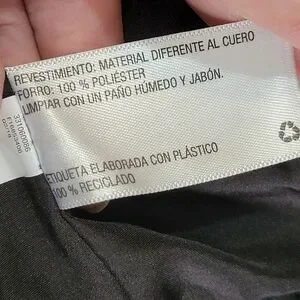 REVESTIMIENTO: MATERIAL DIFERENTE AL CUERO
FORRO: 100 % POLIÉSTER
LIMPIAR CON UN PAÑO HÚMEDO Y JABÓN.
ETIQUETA ELABORADA CON PLÁSTICO
100 % RECICLADO